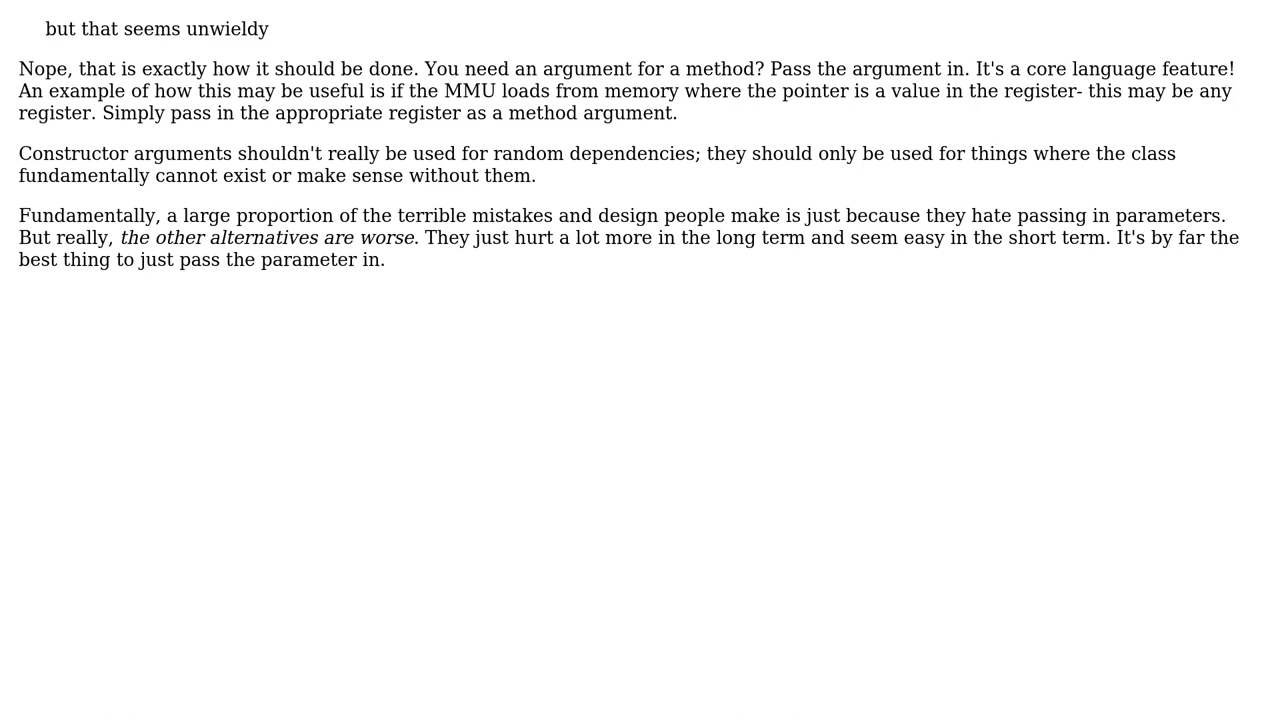 but that seems unwieldy
Nope, that is exactly how it should be done. You need an argument for a method? Pass the argument in. It's a core language feature!
An example of how this may be useful is if the MMU loads from memory where the pointer is a value in the register- this may be any
register. Simply pass in the appropriate register as a method argument.
Constructor arguments shouldn't really be used for random dependencies; they should only be used for things where the class
fundamentally cannot exist or make sense without them.
Fundamentally, a large proportion of the terrible mistakes and design people make is just because they hate passing in parameters.
But really, the other alternatives are worse. They just hurt a lot more in the long term and seem easy in the short term. It's by far the
best thing to just pass the parameter in.